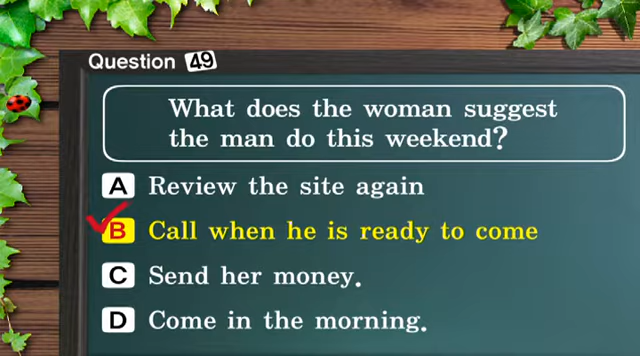 Question 49
What does the woman suggest
the man do this weekend?
A Review the site again
B Call when he is ready to come
C Send her money.
D Come in the morning.